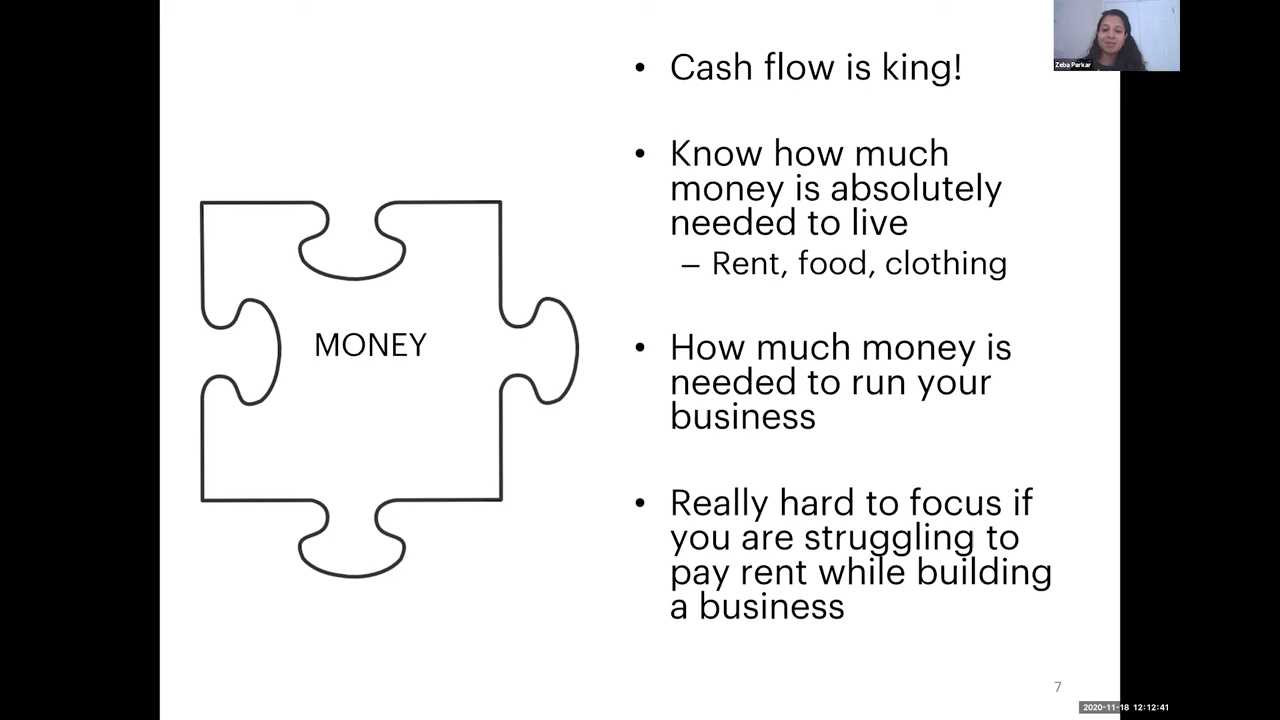 • Cash flow is king!
• Know how much
money is absolutely
needed to live
– Rent, food, clothing
• How much money is
needed to run your
business
• Really hard to focus if
you are struggling to
pay rent while building
a business
MONEY
Zeba Parkar
7
2020-11-18 12:12:41